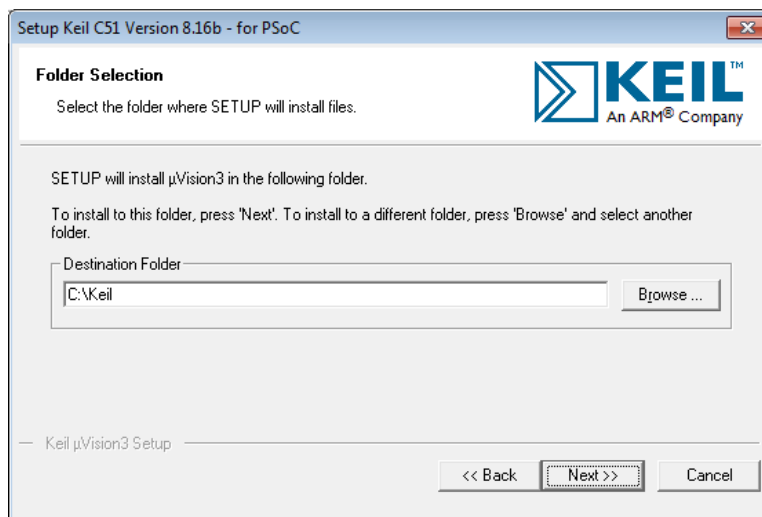 Setup Keil C51 Version 8.16b - for PSoC
Folder Selection
Select the folder where SETUP will install files.
KEIL™
An ARM® Company
SETUP will install µVision3 in the following folder.
To install to this folder, press 'Next'. To install to a different folder, press 'Browse' and select another
folder.
Destination Folder
C:\Keil
Browse ...
Keil µVision3 Setup
<< Back
Next >>
Cancel